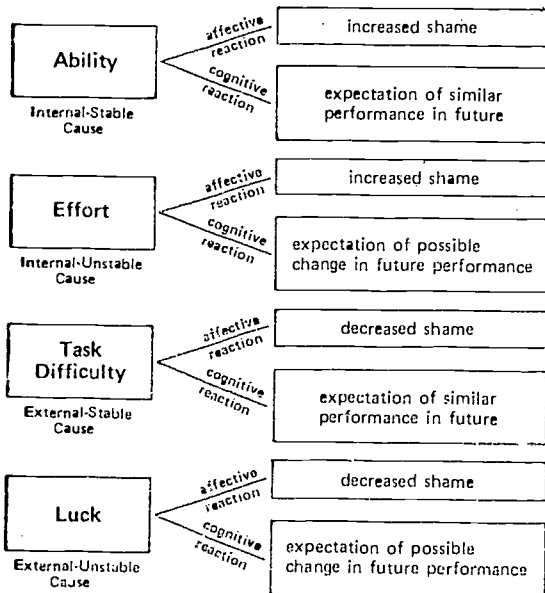 affective
reaction
increased shame
Ability
cognitive
reaction
expectation of similar
performance in future
Internal-Stable
Cause
affective
reaction
increased shame
Effort
cognitive
reaction
expectation of possible
change in future performance
Internal-Unstable
Cause
affective
reaction
decreased shame
Task
Difficulty
cognitive
reaction
expectation of similar
performance in future
External-Stable
Cause
affective
reaction
decreased shame
Luck
cognitive
reaction
expectation of possible
change in future performance
External-Unstable
Cause